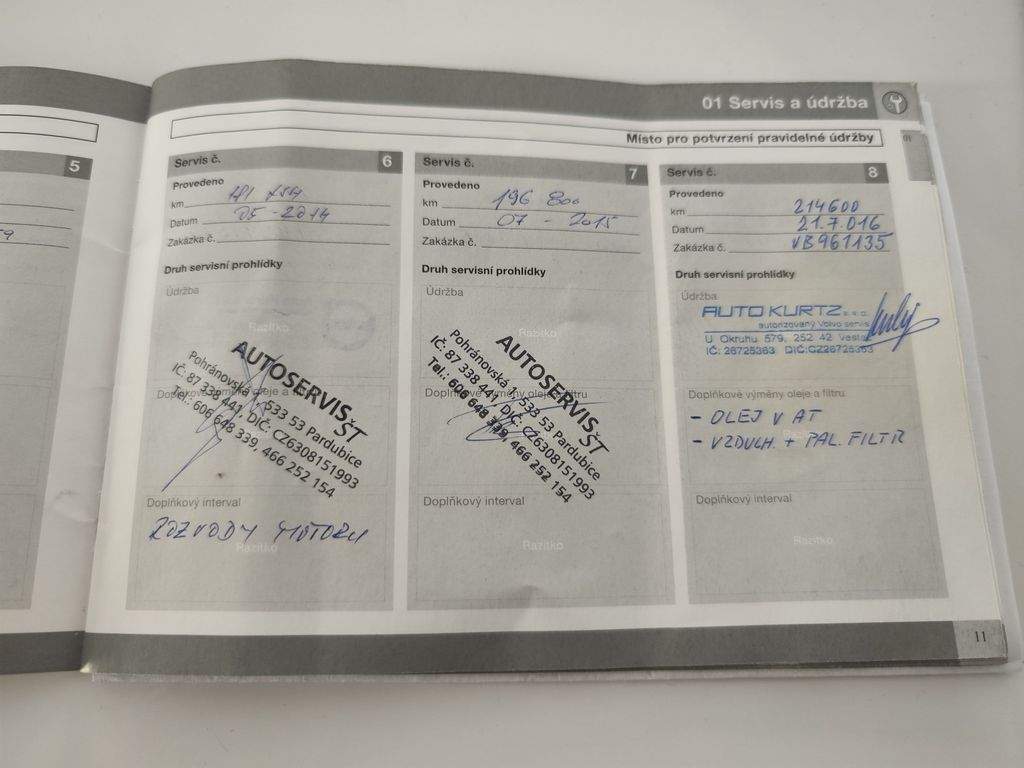 01 Servis a údržba
01
Místo pro potvrzení pravidelné údržby
5
Servis č. 6
Provedeno
km
Datum 05 - 2014
Zakázka č.
Druh servisní prohlídky
Údržba
Razítko
AUTOSERVIS ŠT
Pohránovská 1, 533 53 Pardubice
IČ: 87 338 441, DIČ: CZ6308151993
Tel.: 606 648 339, 466 252 154
Doplňkové výměny oleje a filtru
Doplňkový interval
ROZVODY MOTORU
Razítko
Servis č. 7
Provedeno
km 196 800
Datum 07 - 2015
Zakázka č.
Druh servisní prohlídky
Údržba
Razítko
AUTOSERVIS ŠT
Pohránovská 1, 533 53 Pardubice
IČ: 87 338 441, DIČ: CZ6308151993
Tel.: 606 648 339, 466 252 154
Doplňkové výměny oleje a filtru
Doplňkový interval
Razítko
Servis č. 8
Provedeno
km 214600
Datum 21.7.016
Zakázka č. VB961135
Druh servisní prohlídky
Údržba
AUTO KURTZ s.r.o.
autorizovaný Volvo servis
U Okruhu 579, 252 42 Vestec
IČ: 26725363 DIČ:CZ26725363
Doplňkové výměny oleje a filtru
- OLEJ V AT
- VZDUCH. + PAL. FILTR
Doplňkový interval
Razítko
11